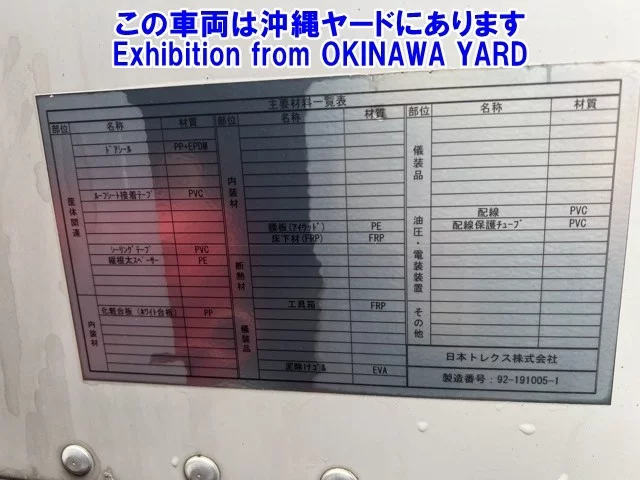 この車両は沖縄ヤードにあります
Exhibition from OKINAWA YARD
主要材料一覧表
部位 名称 材質 部位 名称 材質 部位 名称 材質
ドアシール PP+EPDM
ルーフシート接着テープ PVC
シーリングテープ PVC
縦根太スペーサー PE
化粧台板(ホワイト台板) PP
関連
内装材
内装材
腰板(アイウッド) PE
床下材(FRP) FRP
断熱材
工具箱 FRP
儀装品
泥除けゴム EVA
儀装品
配線 PVC
配線保護チューブ PVC
油圧・電装装置
その他
日本トレクス株式会社
製造番号:92-191005-1